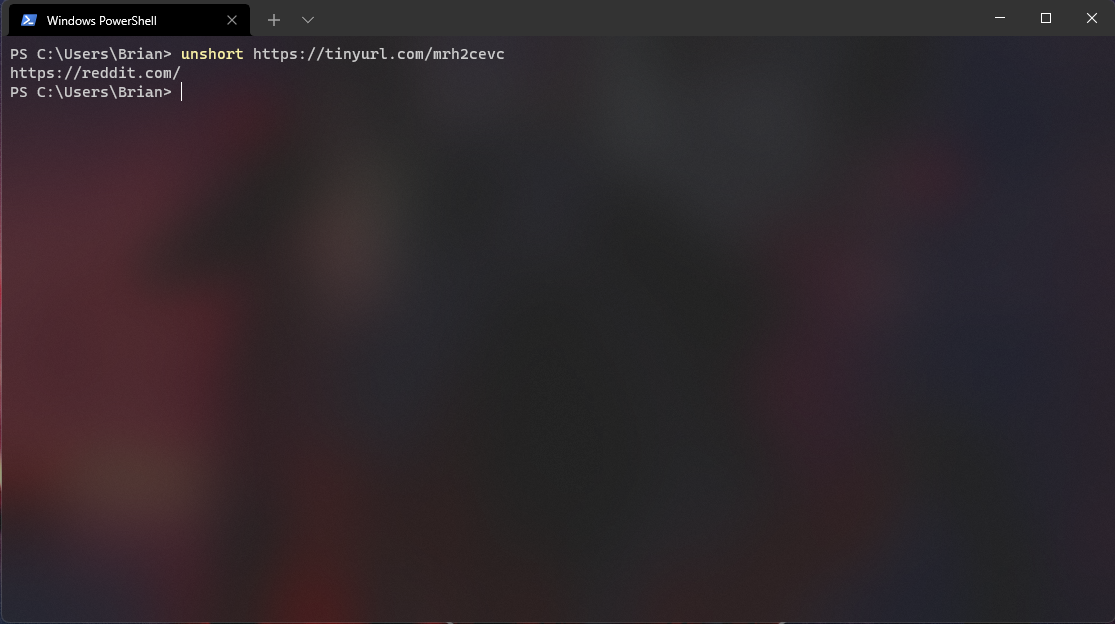 Windows PowerShell
PS C:\Users\Brian> unshort https://tinyurl.com/mrh2cevc
https://reddit.com/
PS C:\Users\Brian>